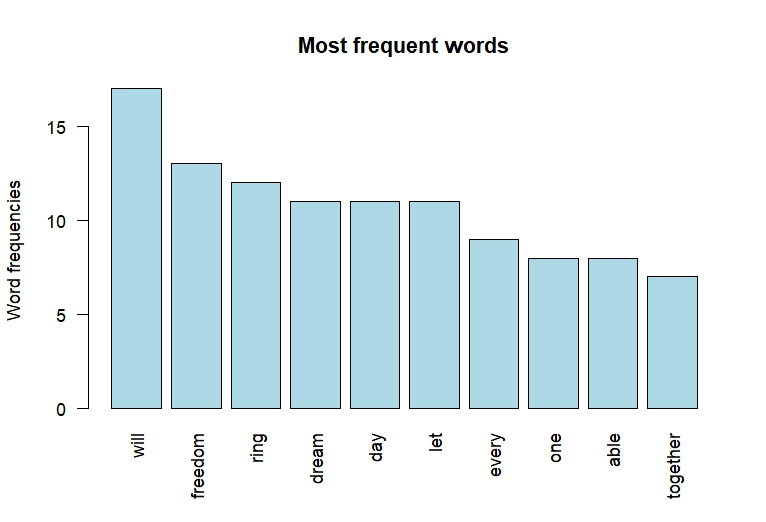 Most frequent words
Word frequencies
15
10
5
0
will
freedom
ring
dream
day
let
every
one
able
together